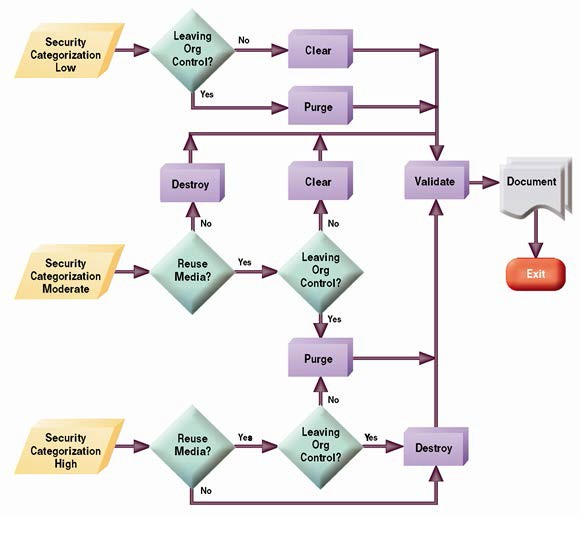 Security
Categorization
Low
Leaving
Org
Control?
No
Clear
Yes
Purge
Destroy
Clear
Validate
Document
No
No
Security
Categorization
Moderate
Reuse
Media?
Yes
Leaving
Org
Control?
Exit
Yes
Purge
No
Security
Categorization
High
Reuse
Media?
Yes
Leaving
Org
Control?
Yes
Destroy
No